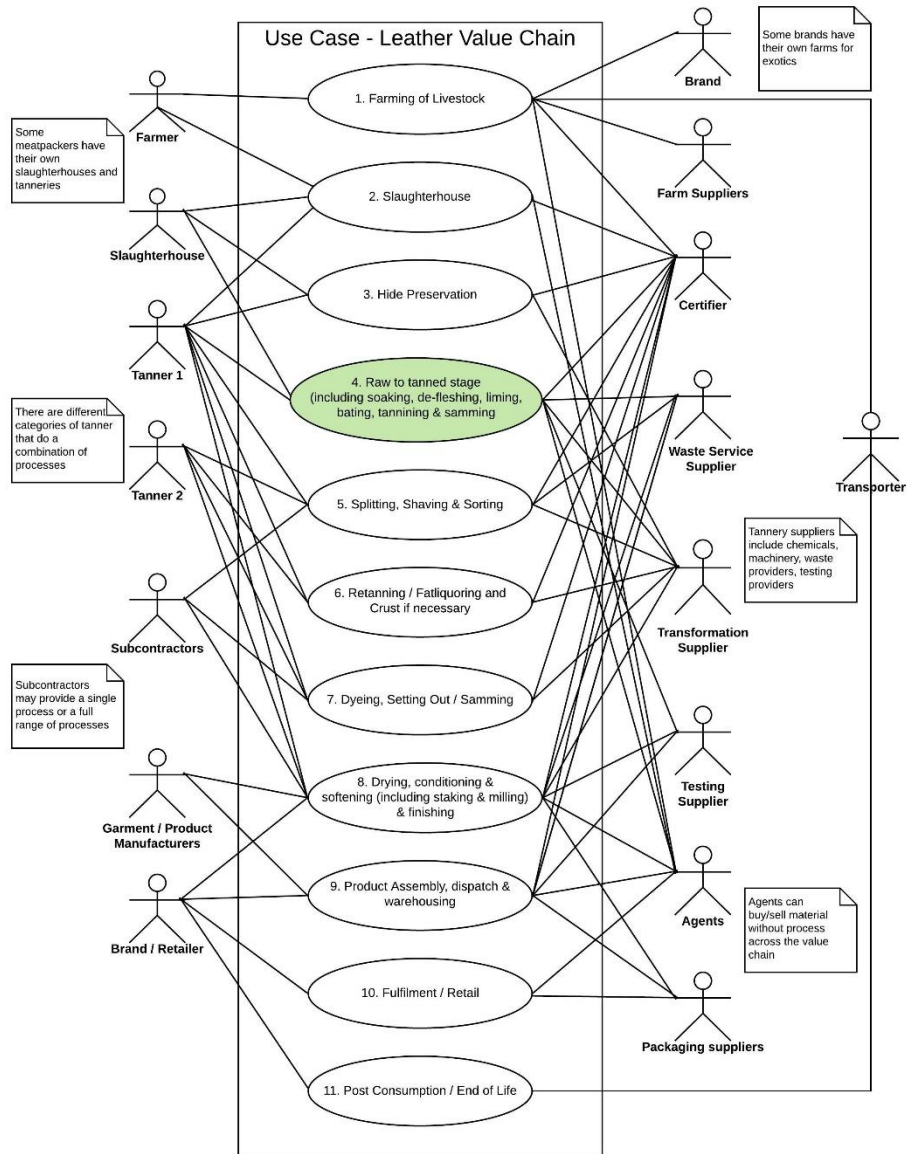 Use Case - Leather Value Chain
Some brands have
their own farms for
exotics
Brand
1. Farming of Livestock
Farmer
Some
meatpackers have
their own
slaughterhouses and
tanneries
Farm Suppliers
2. Slaughterhouse
Slaughterhouse
Certifier
3. Hide Preservation
Tanner 1
4. Raw to tanned stage
(including soaking, de-fleshing, liming,
bating, tannining & samming
There are different
categories of tanner
that do a
combination of
processes
Waste Service
Supplier
Transporter
Tanner 2
5. Splitting, Shaving & Sorting
Tannery suppliers
include chemicals,
machinery, waste
providers, testing
providers
6. Retanning / Fatliquoring and
Crust if necessary
Transformation
Supplier
Subcontractors
Subcontractors
may provide a single
process or a full
range of processes
7. Dyeing, Setting Out / Samming
8. Drying, conditioning &
softening (including staking & milling)
& finishing
Testing
Supplier
Garment / Product
Manufacturers
9. Product Assembly, dispatch &
warehousing
Agents
Agents can
buy/sell material
without process
across the value
chain
Brand / Retailer
10. Fulfilment / Retail
Packaging suppliers
11. Post Consumption / End of Life